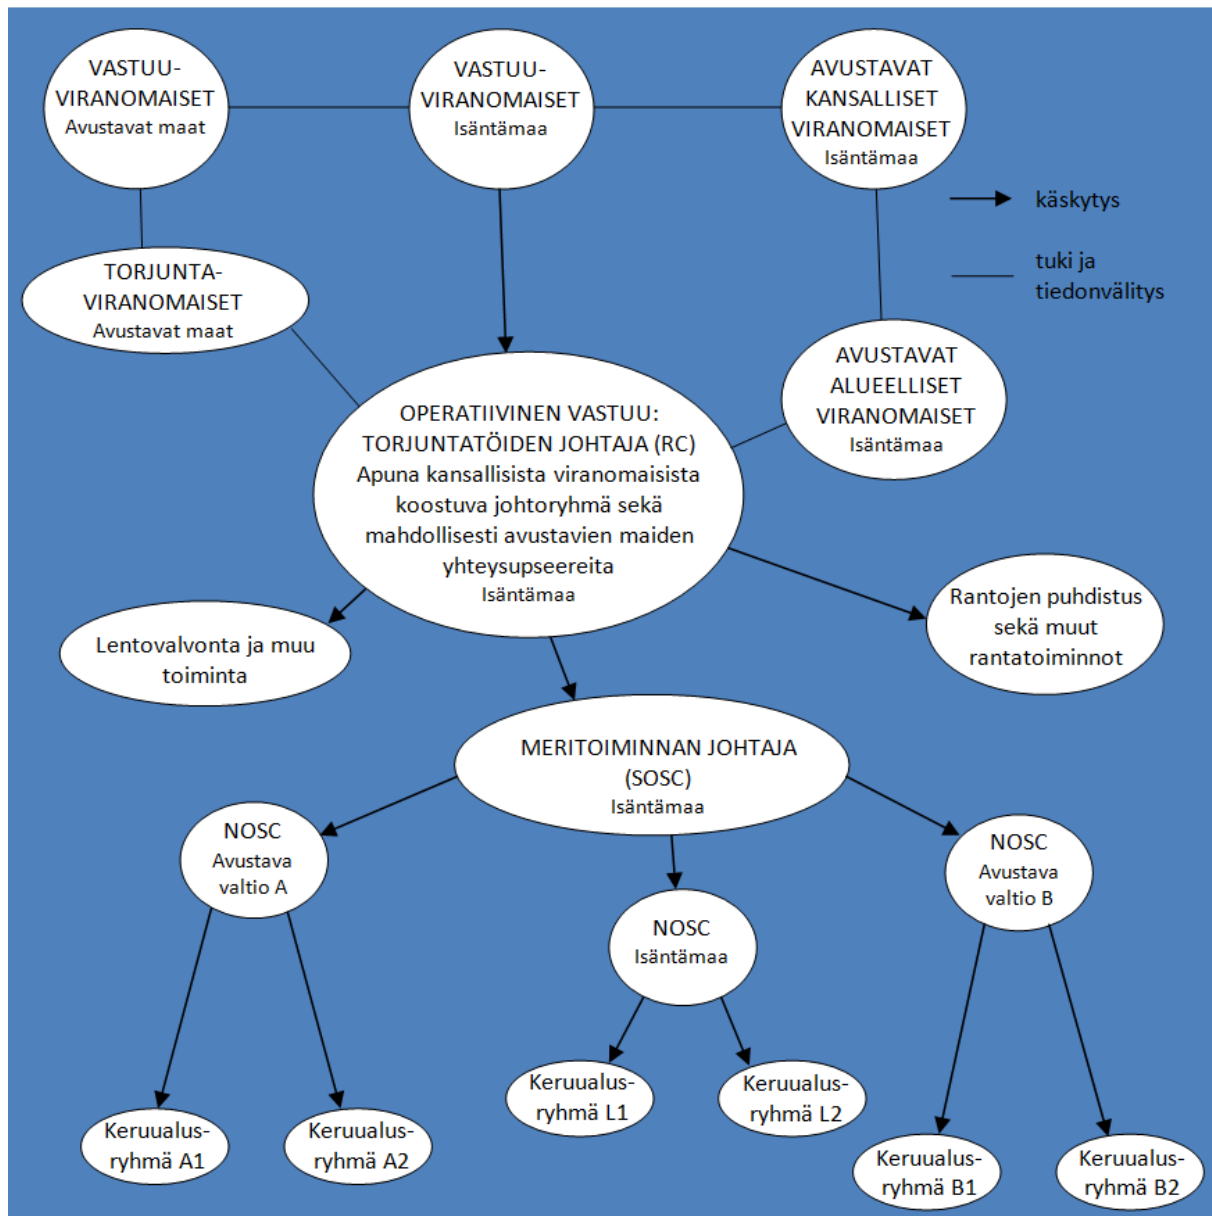 VASTUU-
VIRANOMAISET
Avustavat maat
VASTUU-
VIRANOMAISET
Isäntämaa
AVUSTAVAT
KANSALLISET
VIRANOMAISET
Isäntämaa
käskytys
tuki ja
tiedonvälitys
TORJUNTA-
VIRANOMAISET
Avustavat maat
AVUSTAVAT
ALUEELLISET
VIRANOMAISET
Isäntämaa
OPERATIIVINEN VASTUU:
TORJUNTATÖIDEN JOHTAJA (RC)
Apuna kansallisista viranomaisista
koostuva johtoryhmä sekä
mahdollisesti avustavien maiden
yhteysupseereita
Isäntämaa
Lentovalvonta ja muu
toiminta
Rantojen puhdistus
sekä muut
rantatoiminnot
MERITOIMINNAN JOHTAJA
(SOSC)
Isäntämaa
NOSC
Avustava
valtio A
NOSC
Isäntämaa
NOSC
Avustava
valtio B
Keruualus-
ryhmä A1
Keruualus-
ryhmä A2
Keruualus-
ryhmä L1
Keruualus-
ryhmä L2
Keruualus-
ryhmä B1
Keruualus-
ryhmä B2